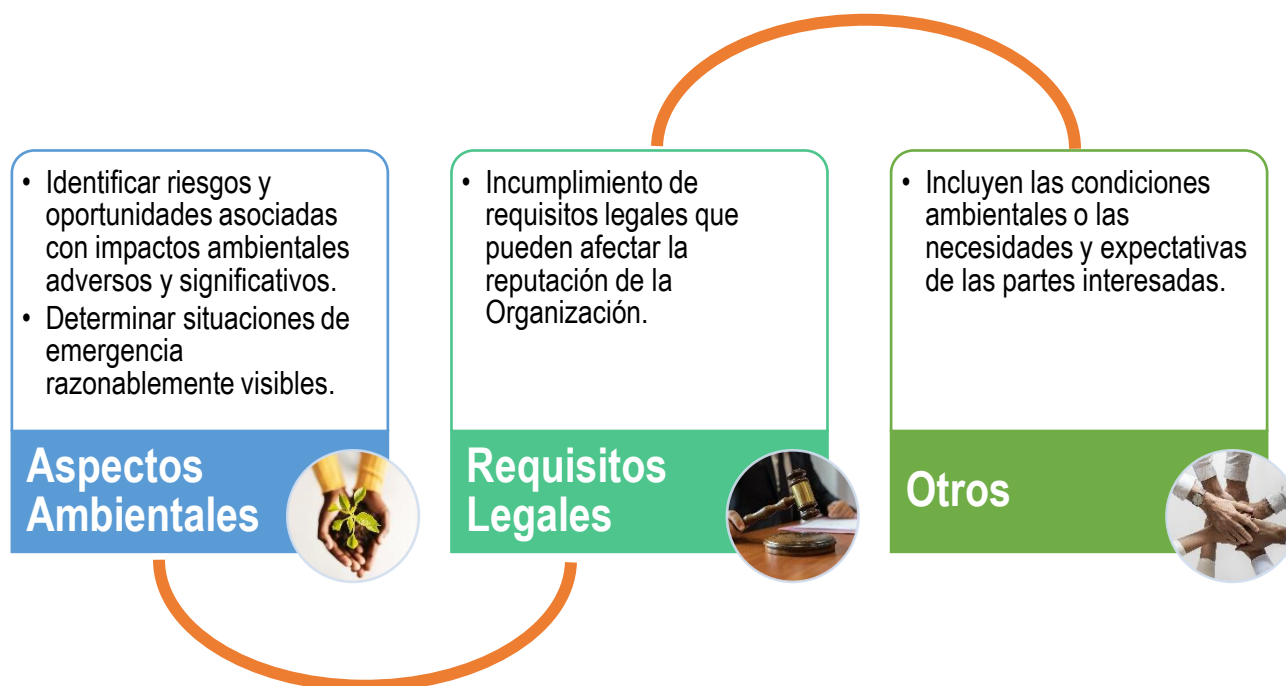 • Identificar riesgos y
oportunidades asociadas
con impactos ambientales
adversos y significativos.
• Determinar situaciones de
emergencia
razonablemente visibles.
Aspectos
Ambientales
• Incumplimiento de
requisitos legales que
pueden afectar la
reputación de la
Organización.
Requisitos
Legales
• Incluyen las condiciones
ambientales o las
necesidades y expectativas
de las partes interesadas.
Otros